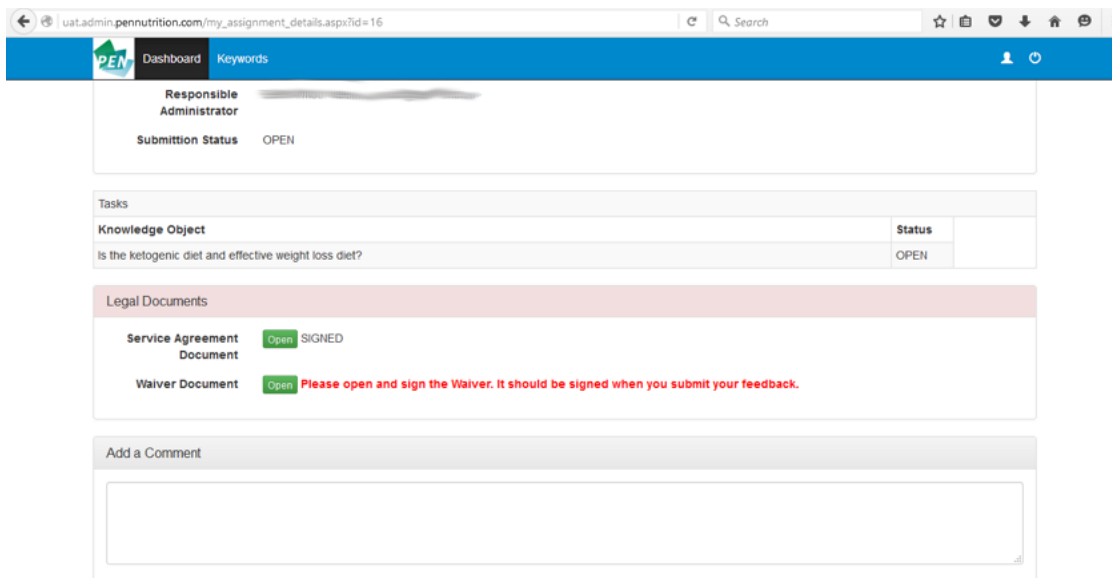 uat.admin.pennutrition.com/my_assignment_details.aspx?id=16 Search
PEN Dashboard Keywords
Responsible
Administrator
Submittion Status OPEN
Tasks
Knowledge Object Status
Is the ketogenic diet and effective weight loss diet? OPEN
Legal Documents
Service Agreement Open SIGNED
Document
Waiver Document Open Please open and sign the Waiver. It should be signed when you submit your feedback.
Add a Comment